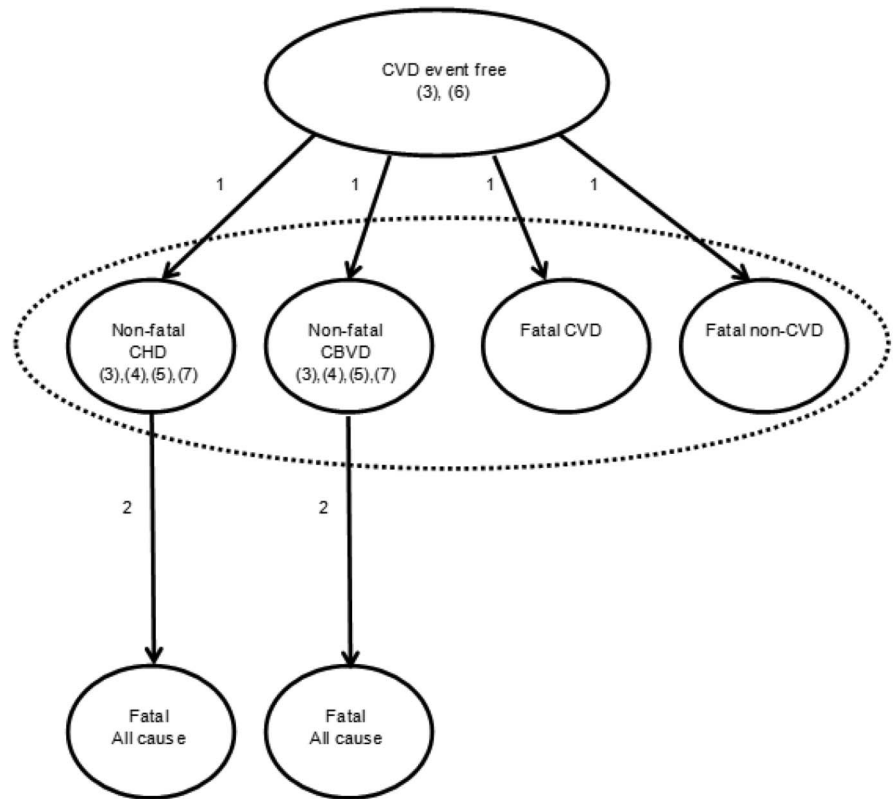 CVD event free
(3), (6)
1
1
1
1
Non-fatal
CHD
(3),(4),(5),(7)
Non-fatal
CBVD
(3),(4),(5),(7)
Fatal CVD
Fatal non-CVD
2
2
Fatal
All cause
Fatal
All cause